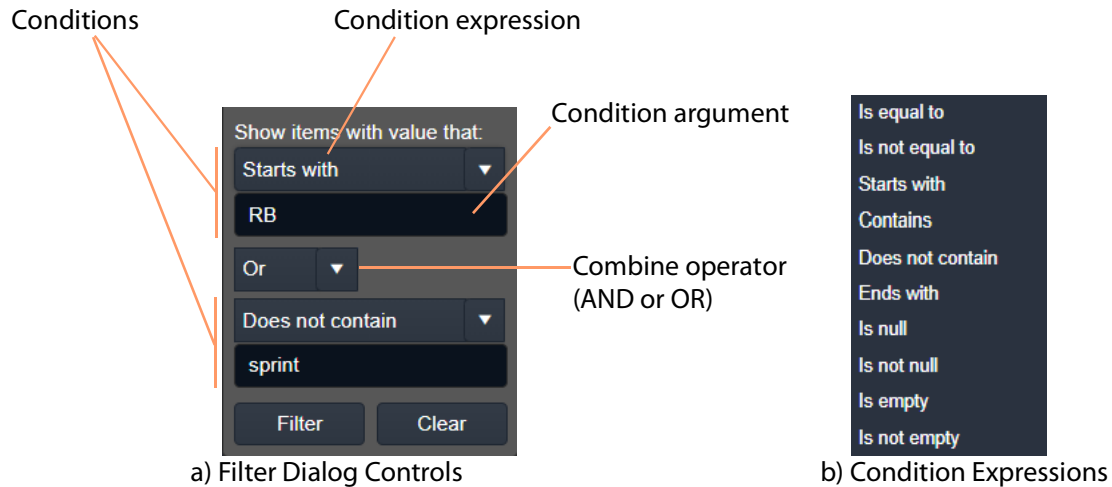 Conditions
Condition expression
Condition argument
Show items with value that:
Starts with
RB
Or
Combine operator
(AND or OR)
Does not contain
sprint
Filter
Clear
a) Filter Dialog Controls
Is equal to
Is not equal to
Starts with
Contains
Does not contain
Ends with
Is null
Is not null
Is empty
Is not empty
b) Condition Expressions